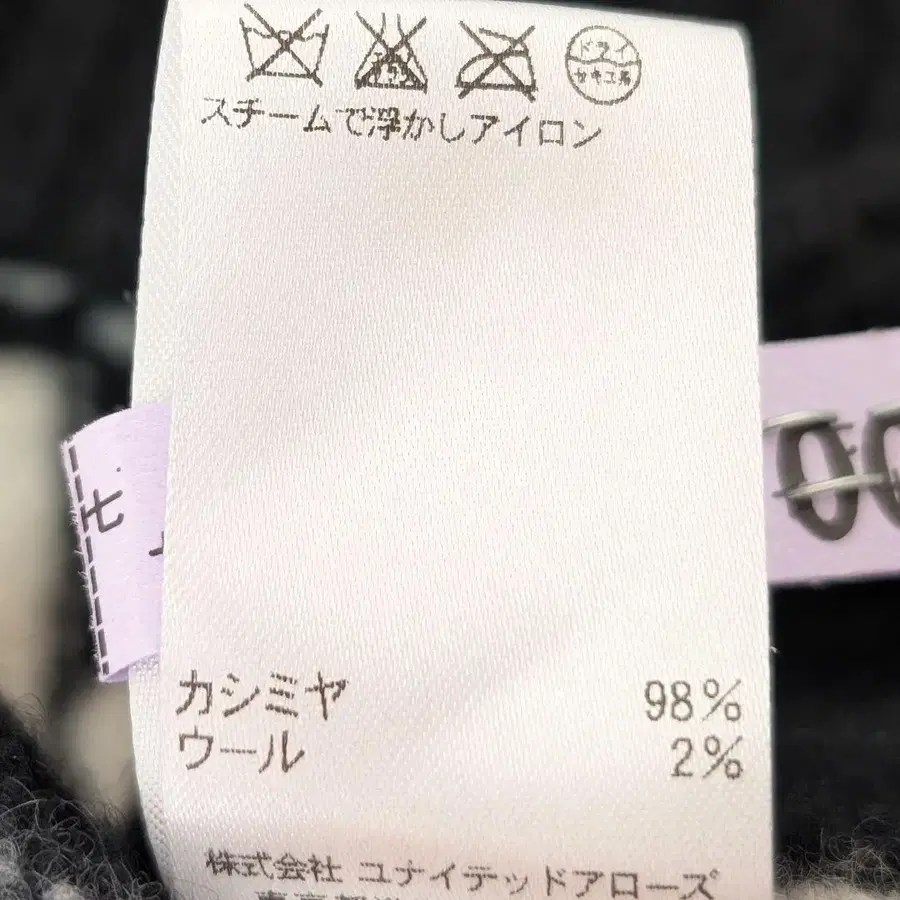 ドライ
セキユ系
スチームで浮かしアイロン
カシミヤ 98%
ウール 2%
株式会社 ユナイテッドアローズ